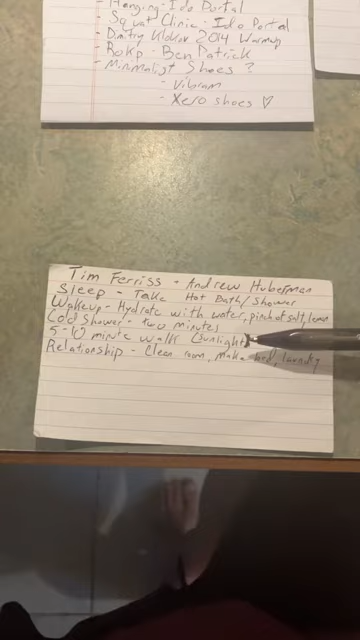 Hanging - Ido Portal
Squat Clinic - Ido Portal
- Dmitry Klokov 2014 Warmup
- ROKP - Ben Patrick
- Minimalist Shoes ?
- Vibram
- Xero shoes ♡
Tim Ferriss - Andrew Huberman
Sleep - Take Hot Bath/Shower
Wakeup - Hydrate with water, pinch of salt, lemon
Cold Shower - two minutes
5-10 minute walk (Sunlight)
Relationship - Clean room, make bed, laundry